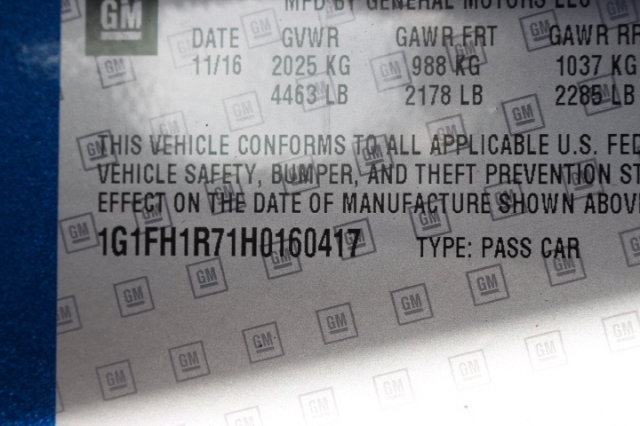 GM
MFD BY GENERAL MOTORS LLC
DATE GVWR GAWR FRT GAWR RR
11/16 2025 KG 988 KG 1037 KG
4463 LB 2178 LB 2285 LB
THIS VEHICLE CONFORMS TO ALL APPLICABLE U.S. FED
VEHICLE SAFETY, BUMPER, AND THEFT PREVENTION ST
EFFECT ON THE DATE OF MANUFACTURE SHOWN ABOV
1G1FH1R71H0160417 TYPE: PASS CAR